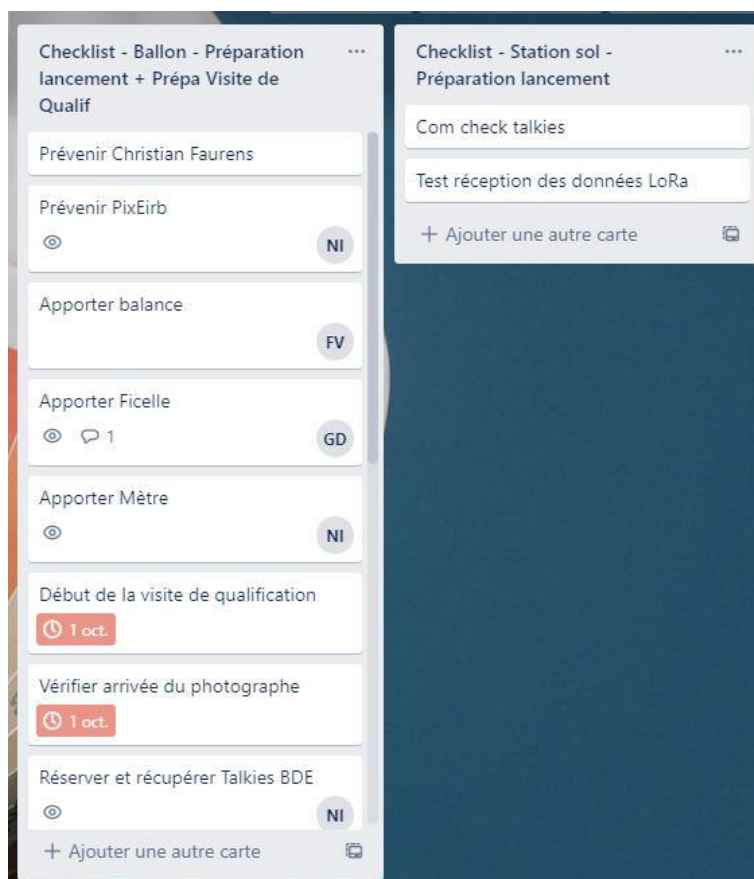 Checklist - Ballon - Préparation
lancement + Prépa Visite de
Qualif
Prévenir Christian Faurens
Prévenir PixEirb
NI
Apporter balance
FV
Apporter Ficelle
1
GD
Apporter Mètre
NI
Début de la visite de qualification
1 oct.
Vérifier arrivée du photographe
1 oct.
Réserver et récupérer Talkies BDE
NI
+ Ajouter une autre carte
Checklist - Station sol -
Préparation lancement
Com check talkies
Test réception des données LoRa
+ Ajouter une autre carte